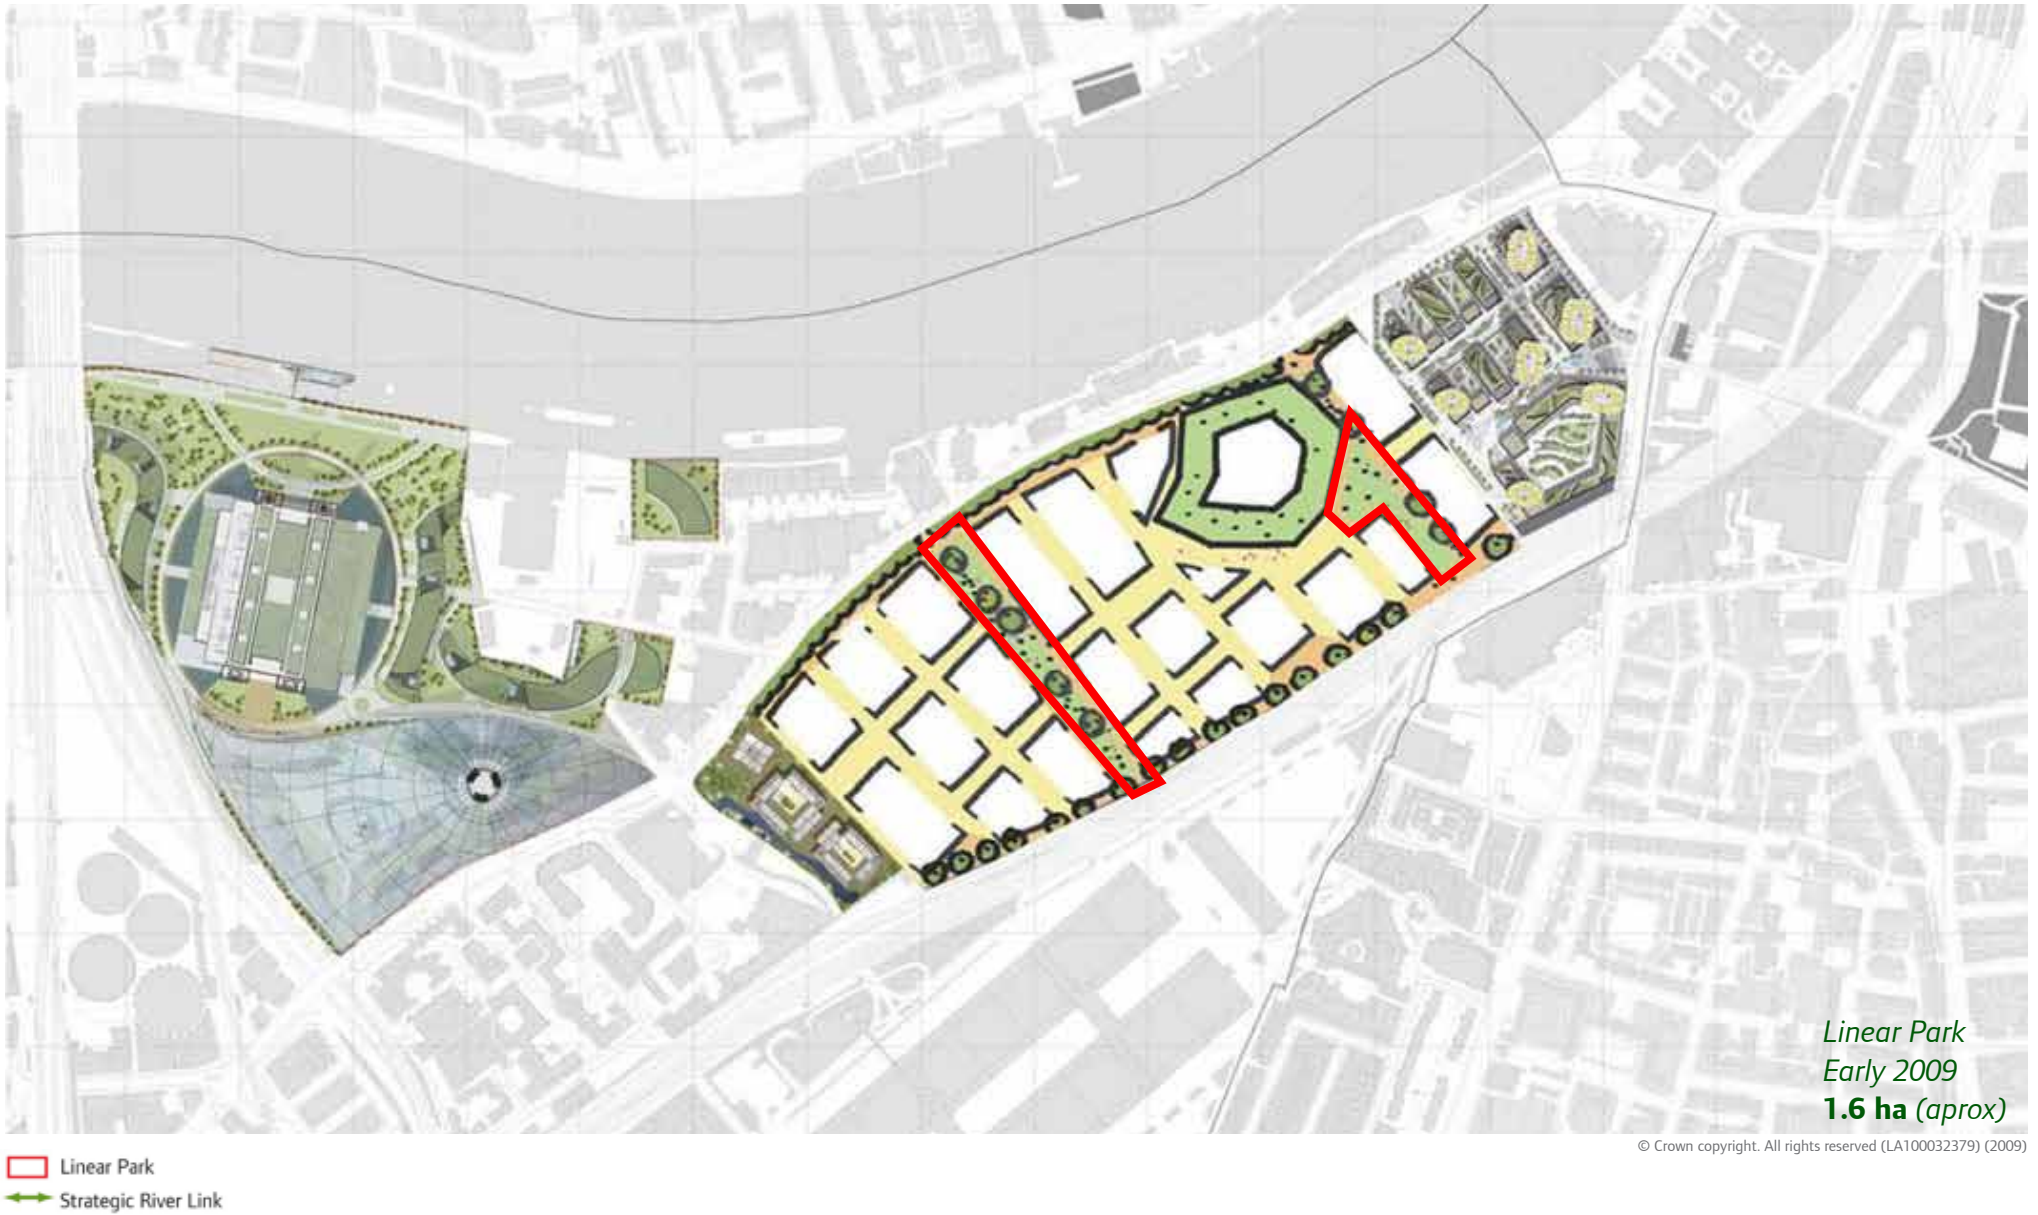 Linear Park
Early 2009
1.6 ha (aprox)
© Crown copyright. All rights reserved (LA100032379) (2009)
Linear Park
Strategic River Link